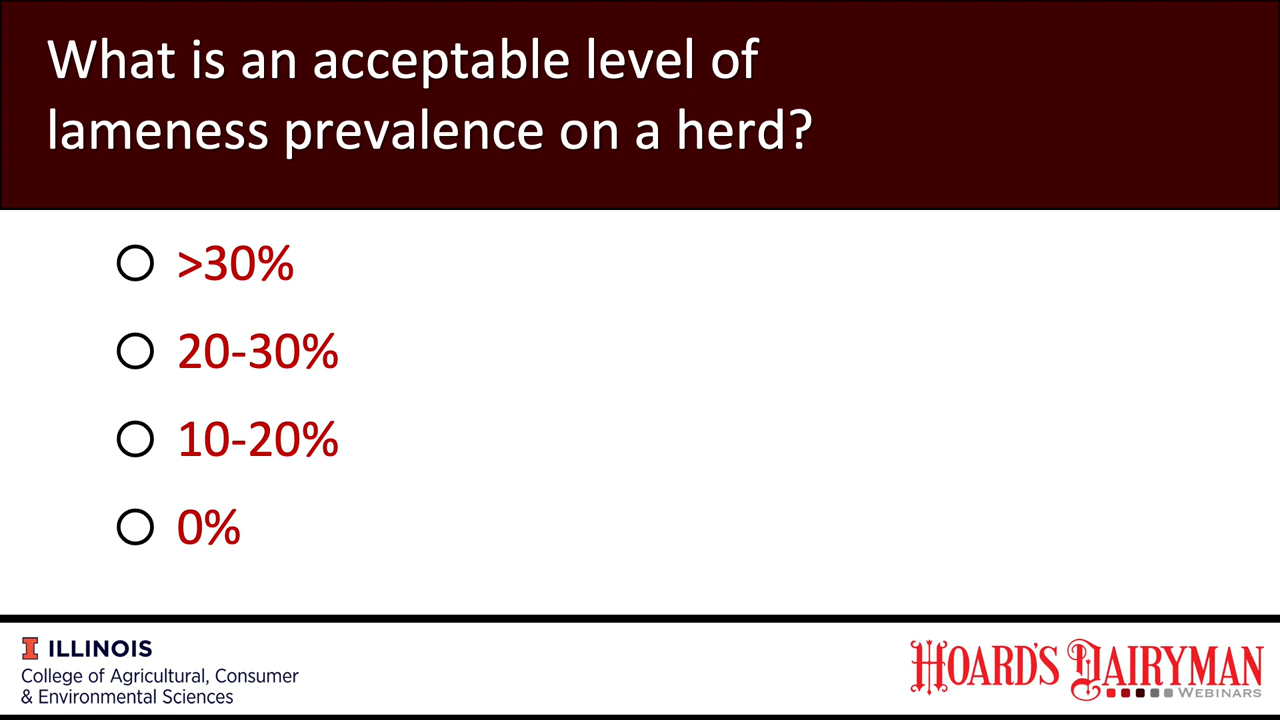 What is an acceptable level of
lameness prevalence on a herd?
>30%
20-30%
10-20%
0%
I ILLINOIS
College of Agricultural, Consumer
& Environmental Sciences
HOARD'S DAIRYMAN
WEBINARS